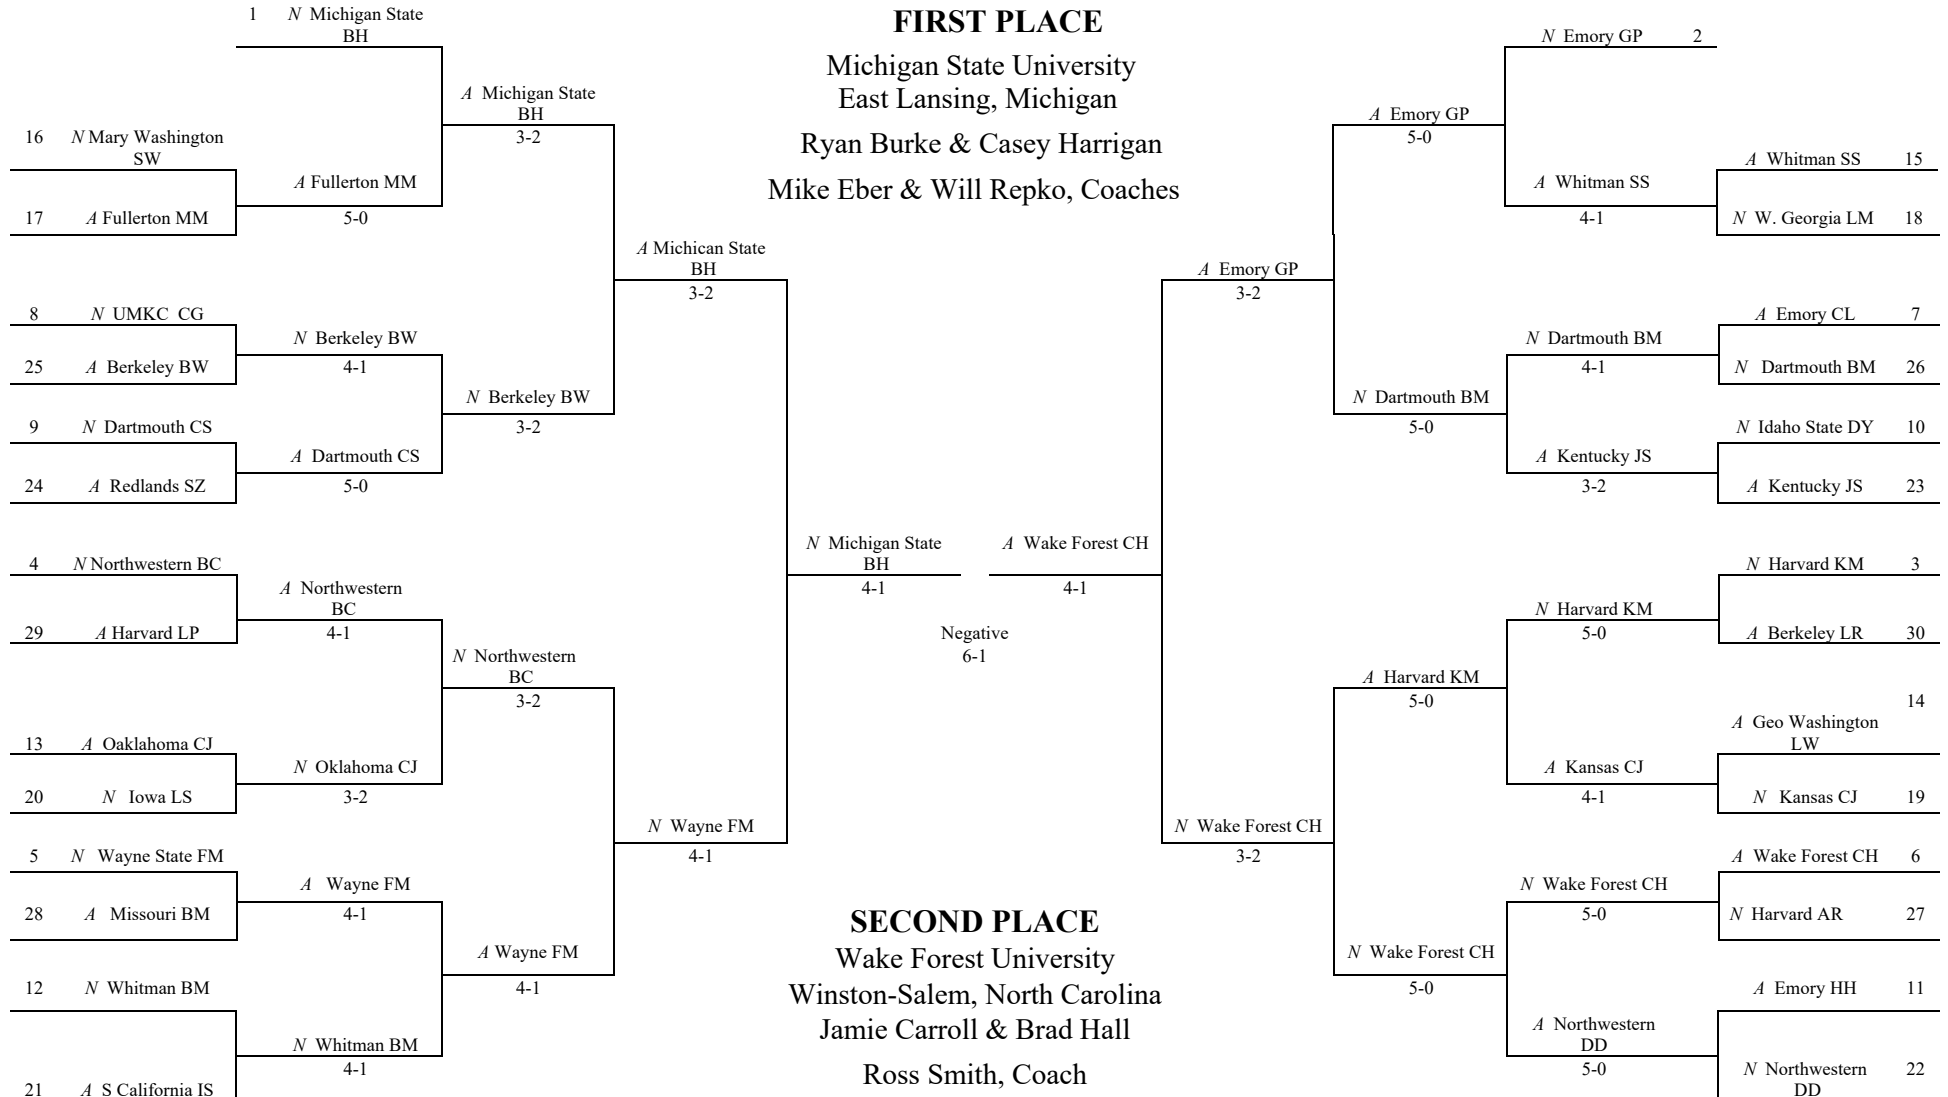 FIRST PLACE
Michigan State University
East Lansing, Michigan
Ryan Burke & Casey Harrigan
Mike Eber & Will Repko, Coaches
1 N Michigan State
BH
16 N Mary Washington
SW
17 A Fullerton MM
8 N UMKC CG
25 A Berkeley BW
9 N Dartmouth CS
24 A Redlands SZ
4 N Northwestern BC
29 A Harvard LP
13 A Oaklahoma CJ
20 N Iowa LS
5 N Wayne State FM
28 A Missouri BM
12 N Whitman BM
21 A S California IS
A Fullerton MM
5-0
N Berkeley BW
4-1
A Dartmouth CS
5-0
A Northwestern
BC
4-1
N Oklahoma CJ
3-2
A Wayne FM
4-1
N Whitman BM
4-1
A Michigan State
BH
3-2
N Berkeley BW
3-2
N Northwestern
BC
3-2
A Wayne FM
4-1
A Michican State
BH
3-2
N Wayne FM
4-1
N Michigan State
BH
4-1
A Wake Forest CH
4-1
Negative
6-1
A Emory GP
3-2
N Wake Forest CH
3-2
A Emory GP
5-0
N Dartmouth BM
5-0
A Harvard KM
5-0
N Wake Forest CH
5-0
N Emory GP 2
A Whitman SS
4-1
N Dartmouth BM
4-1
A Kentucky JS
3-2
N Harvard KM
5-0
A Kansas CJ
4-1
N Wake Forest CH
5-0
A Northwestern
DD
5-0
A Whitman SS 15
N W. Georgia LM 18
A Emory CL 7
N Dartmouth BM 26
N Idaho State DY 10
A Kentucky JS 23
N Harvard KM 3
A Berkeley LR 30
14
A Geo Washington
LW
N Kansas CJ 19
A Wake Forest CH 6
N Harvard AR 27
A Emory HH 11
N Northwestern 22
DD
SECOND PLACE
Wake Forest University
Winston-Salem, North Carolina
Jamie Carroll & Brad Hall
Ross Smith, Coach